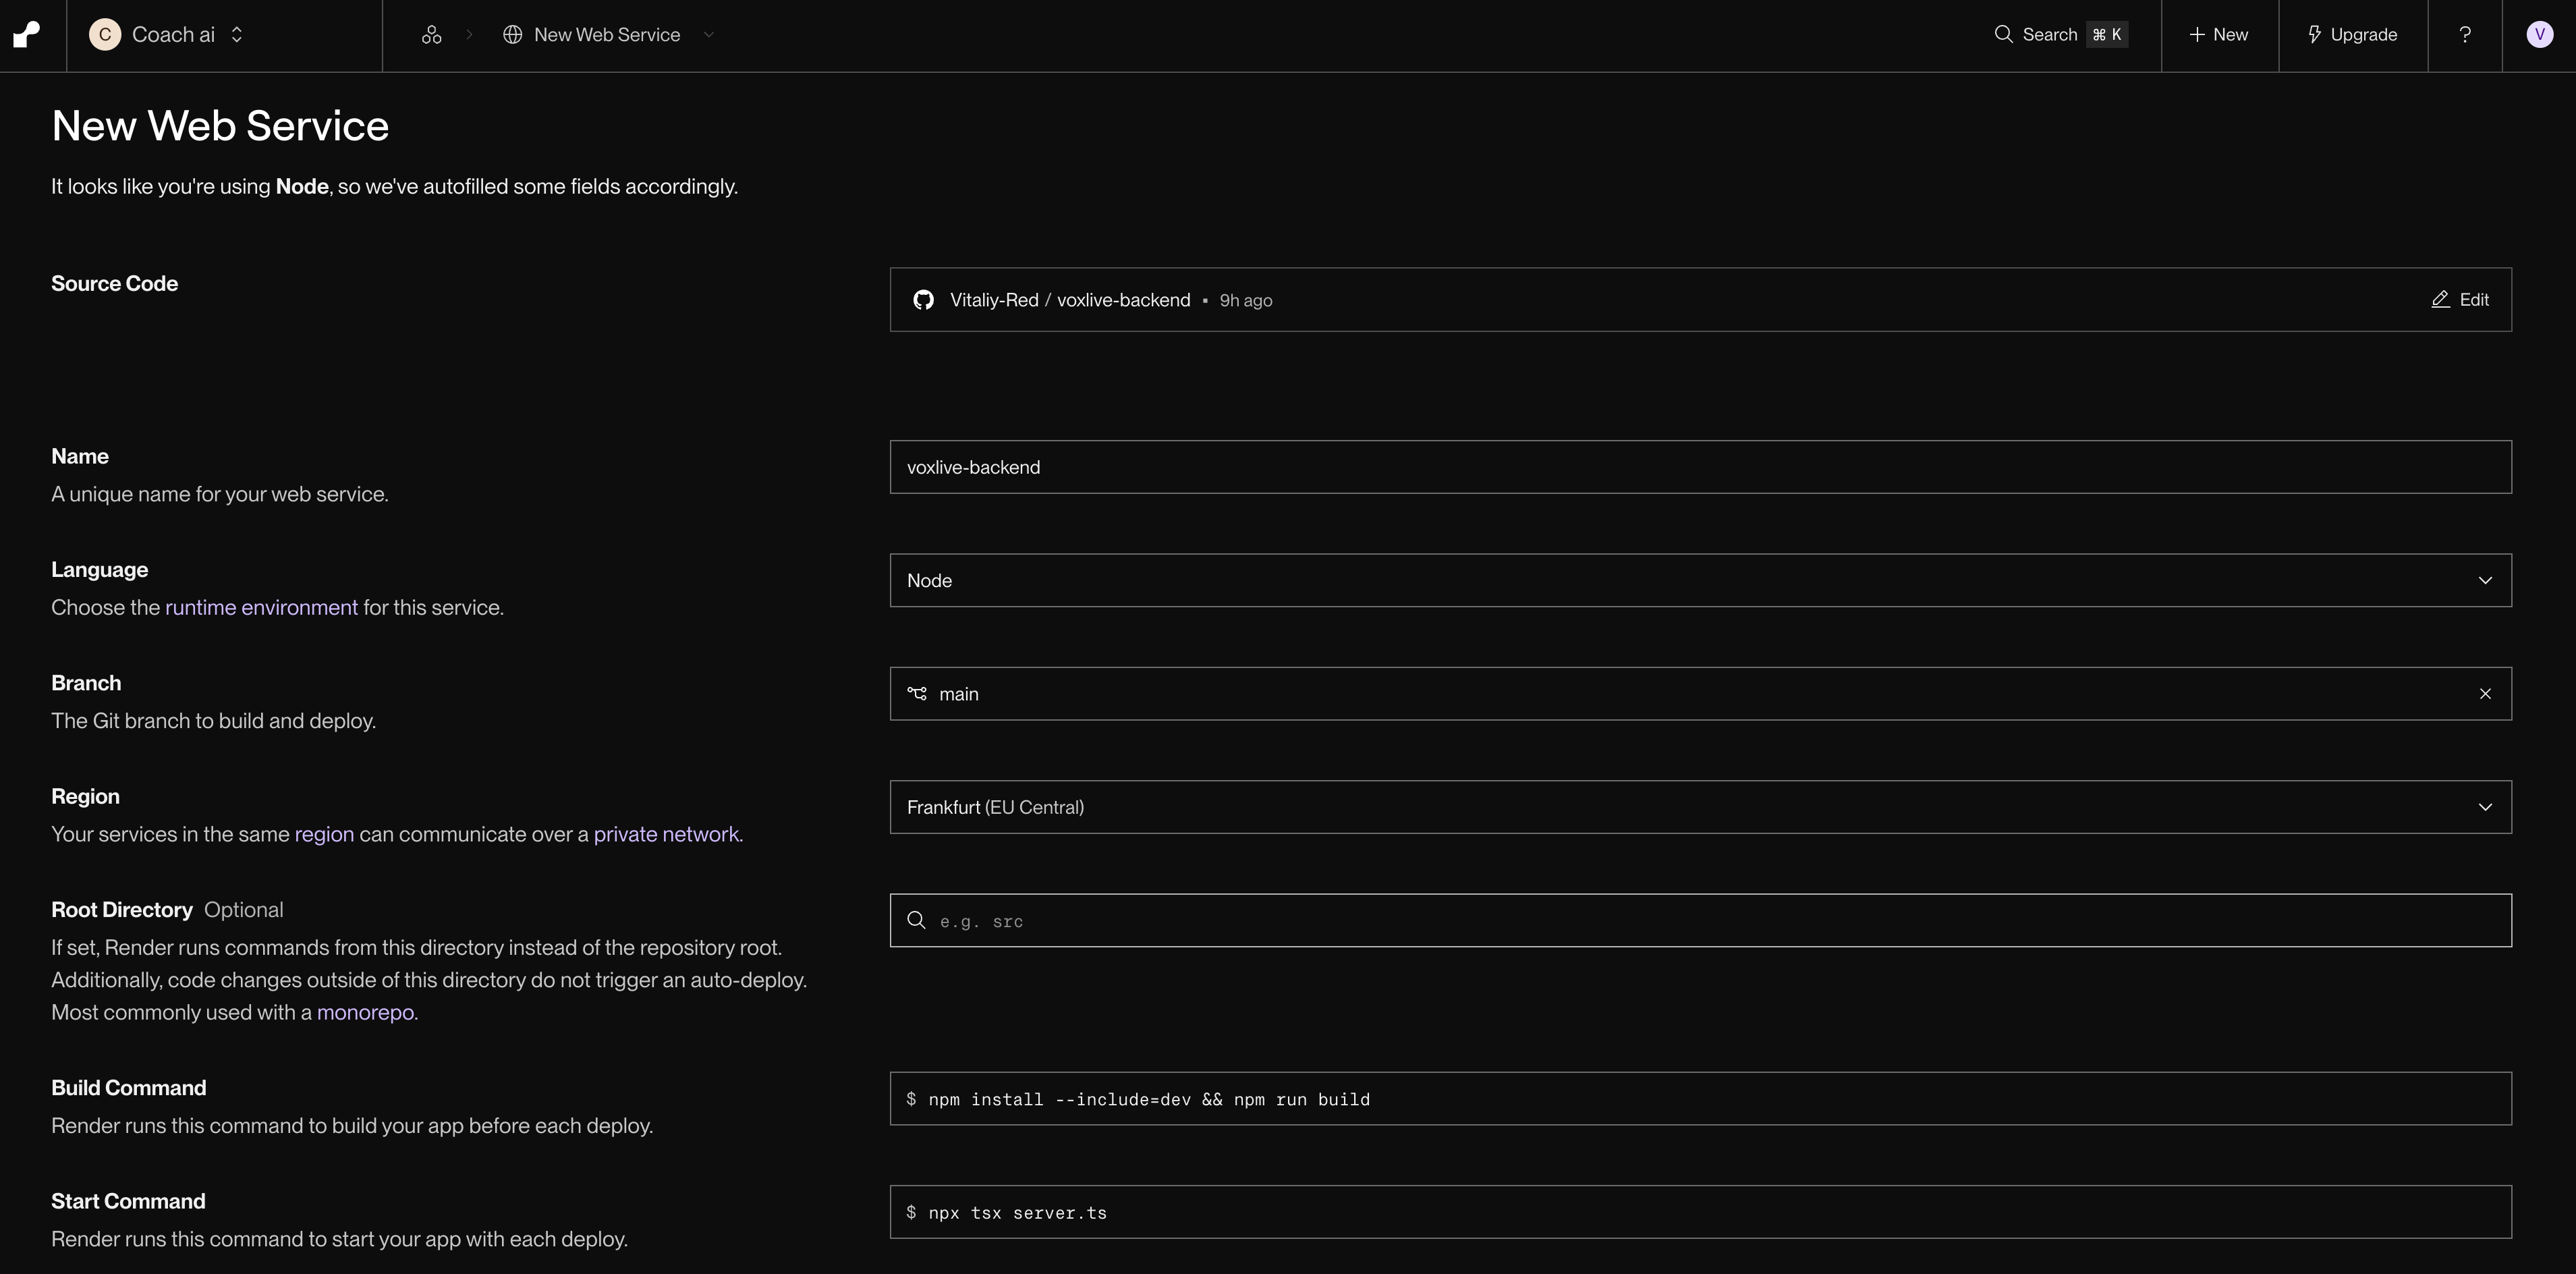 C Coach ai
New Web Service
Search ⌘ K
New
Upgrade
?
V
New Web Service
It looks like you're using Node, so we've autofilled some fields accordingly.
Source Code
Vitaliy-Red / voxlive-backend ▪ 9h ago
Edit
Name
A unique name for your web service.
voxlive-backend
Language
Choose the runtime environment for this service.
Node
Branch
The Git branch to build and deploy.
main
Region
Your services in the same region can communicate over a private network.
Frankfurt (EU Central)
Root Directory Optional
If set, Render runs commands from this directory instead of the repository root.
Additionally, code changes outside of this directory do not trigger an auto-deploy.
Most commonly used with a monorepo.
e.g. src
Build Command
Render runs this command to build your app before each deploy.
$ npm install --include=dev && npm run build
Start Command
Render runs this command to start your app with each deploy.
$ npx tsx server.ts